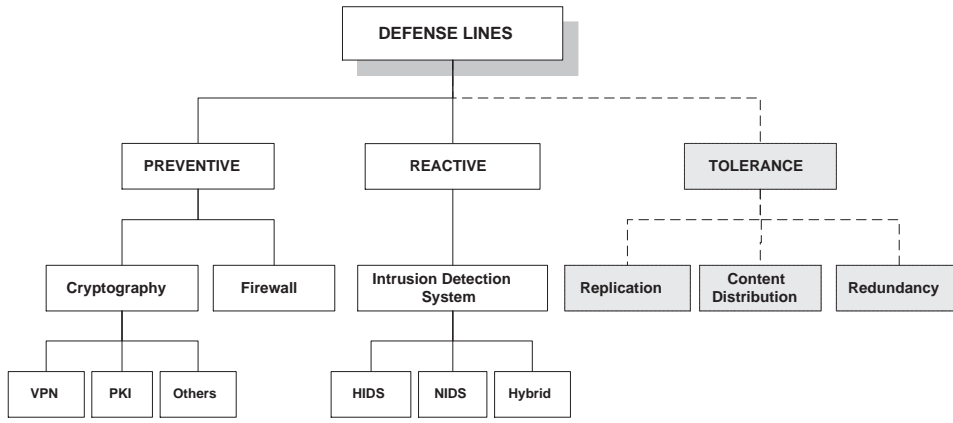 DEFENSE LINES
PREVENTIVE
REACTIVE
TOLERANCE
Cryptography
Firewall
Intrusion Detection
System
Replication
Content
Distribution
Redundancy
VPN
PKI
Others
HIDS
NIDS
Hybrid